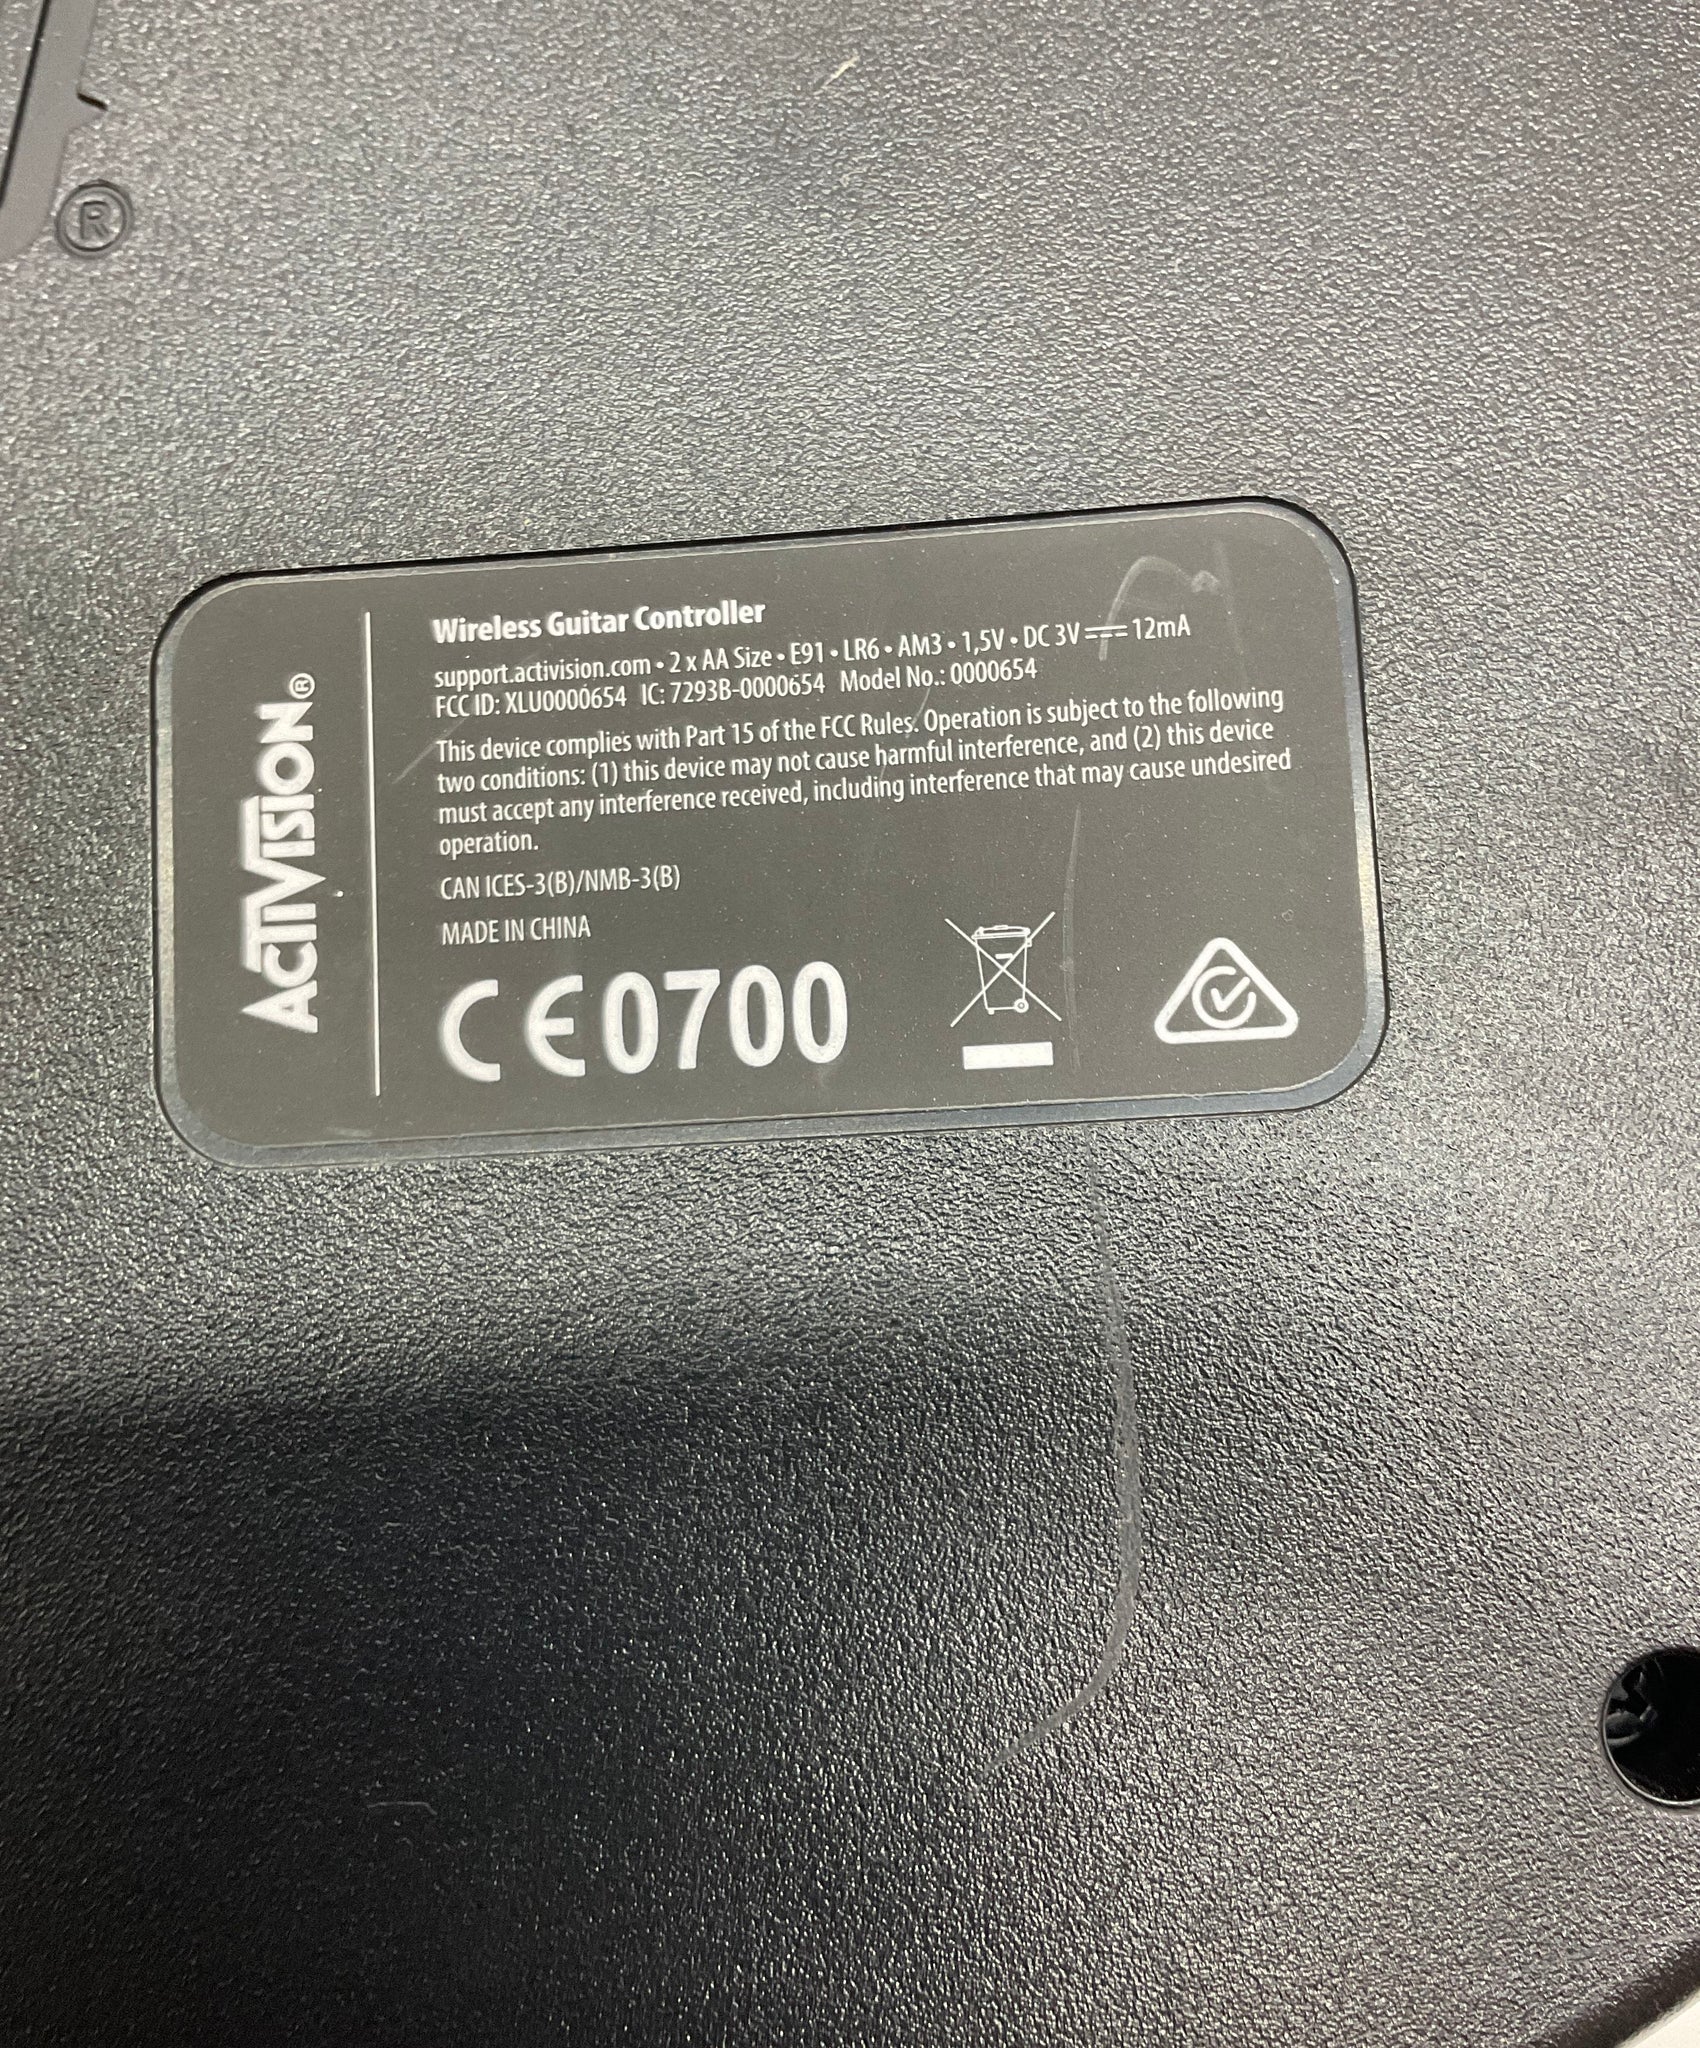 ®
ACTIVISION®
Wireless Guitar Controller
support.activision.com • 2 x AA Size • E91 • LR6 • AM3 • 1,5V • DC 3V ⎓ 12mA
FCC ID: XLU0000654 IC: 7293B-0000654 Model No.: 0000654
This device complies with Part 15 of the FCC Rules. Operation is subject to the following
two conditions: (1) this device may not cause harmful interference, and (2) this device
must accept any interference received, including interference that may cause undesired
operation.
CAN ICES-3(B)/NMB-3(B)
MADE IN CHINA
CE0700